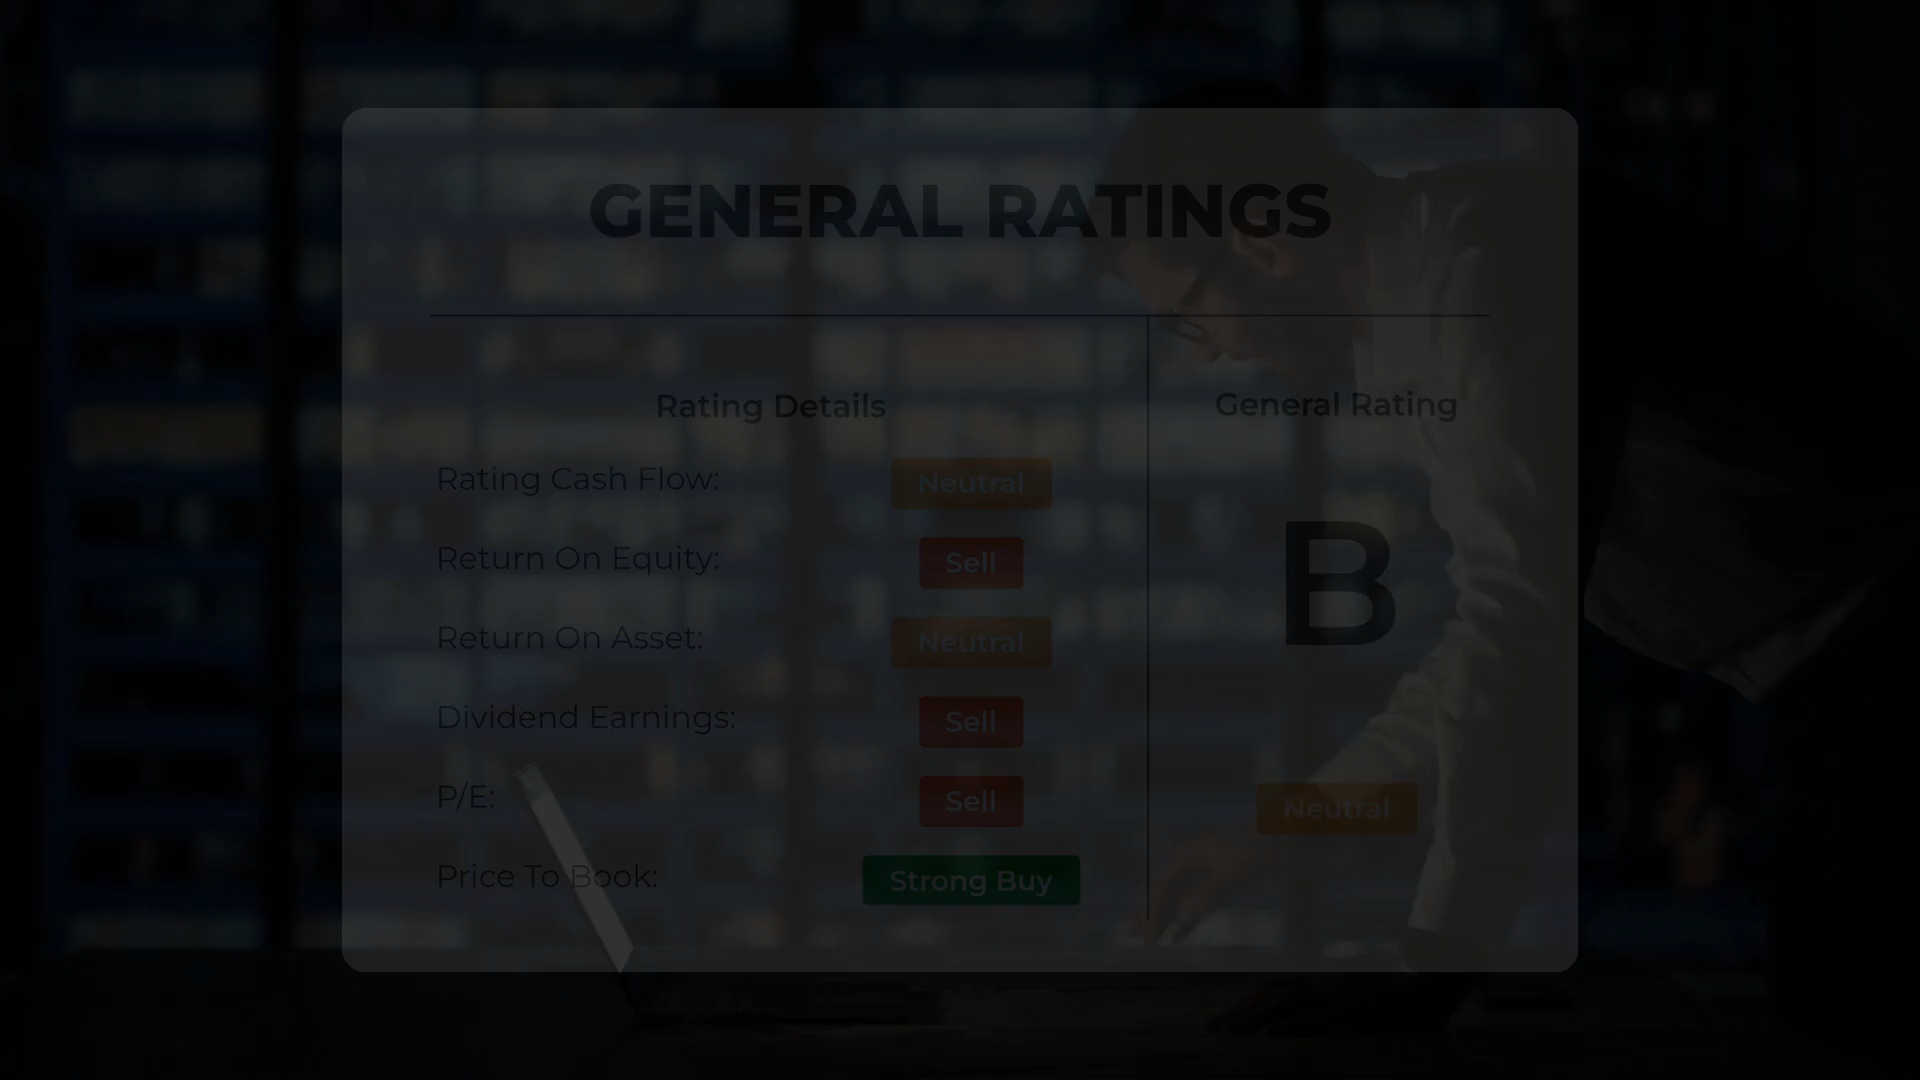 GENERAL RATINGS
Rating Details
Rating Cash Flow: Neutral
Return On Equity: Sell
Return On Asset: Neutral
Dividend Earnings: Sell
P/E: Sell
Price To Book: Strong Buy
General Rating
B
Neutral